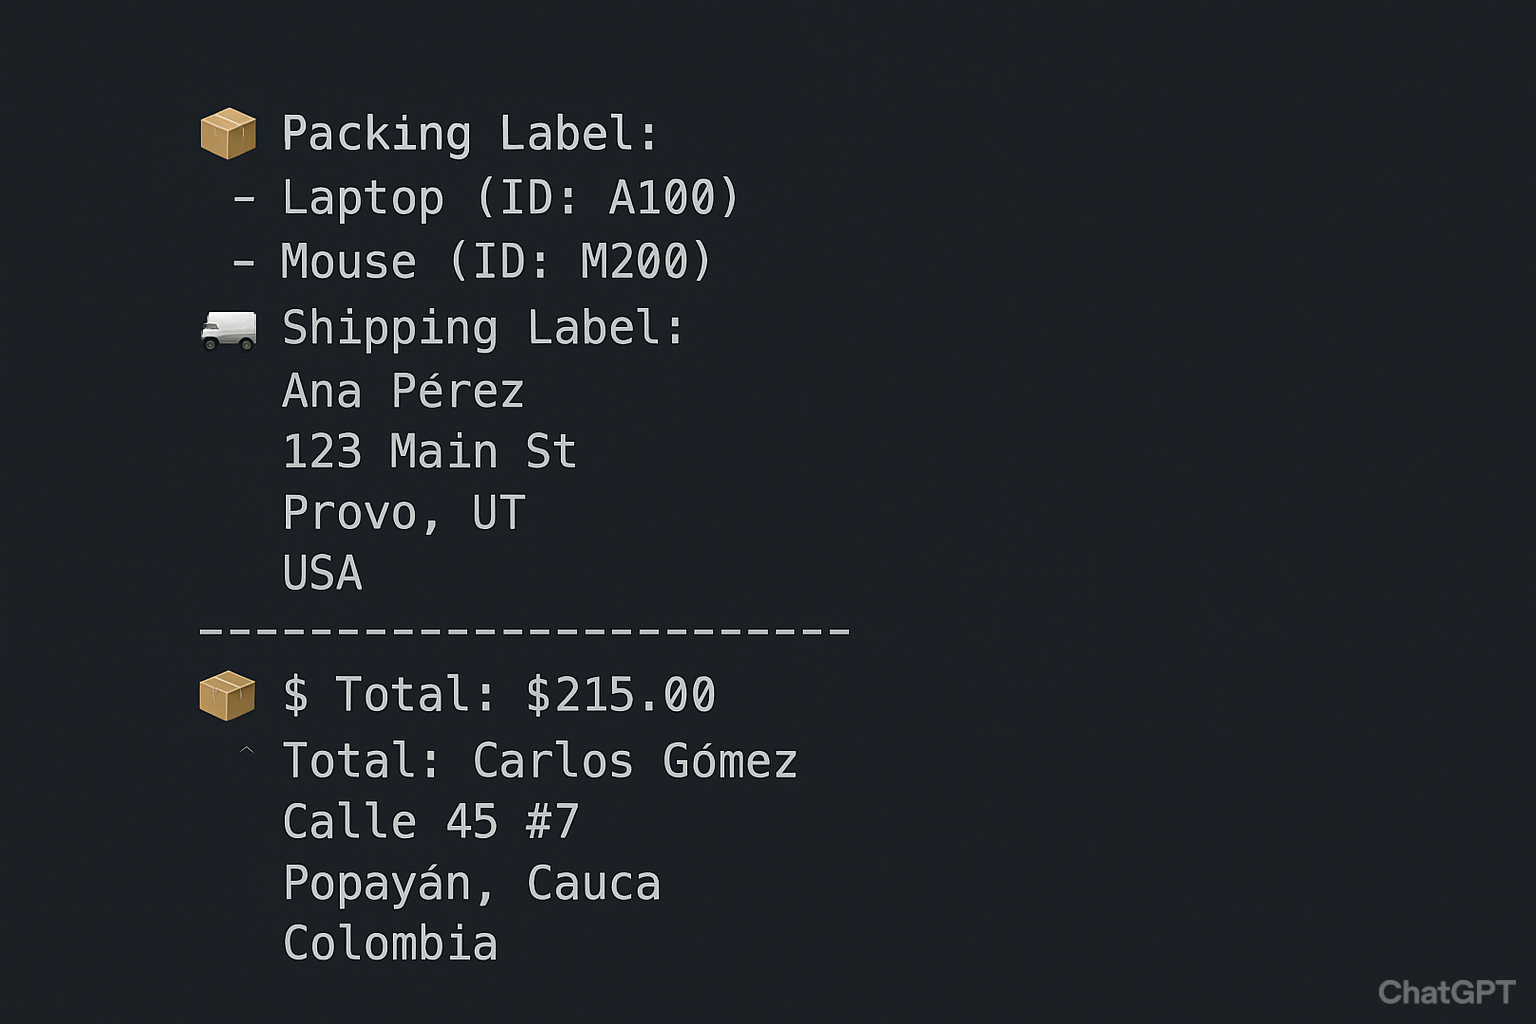 📦 Packing Label:
- Laptop (ID: A100)
- Mouse (ID: M200)
🚚 Shipping Label:
Ana Pérez
123 Main St
Provo, UT
USA
------------------------
📦 $ Total: $215.00
^ Total: Carlos Gómez
Calle 45 #7
Popayán, Cauca
Colombia
ChatGPT